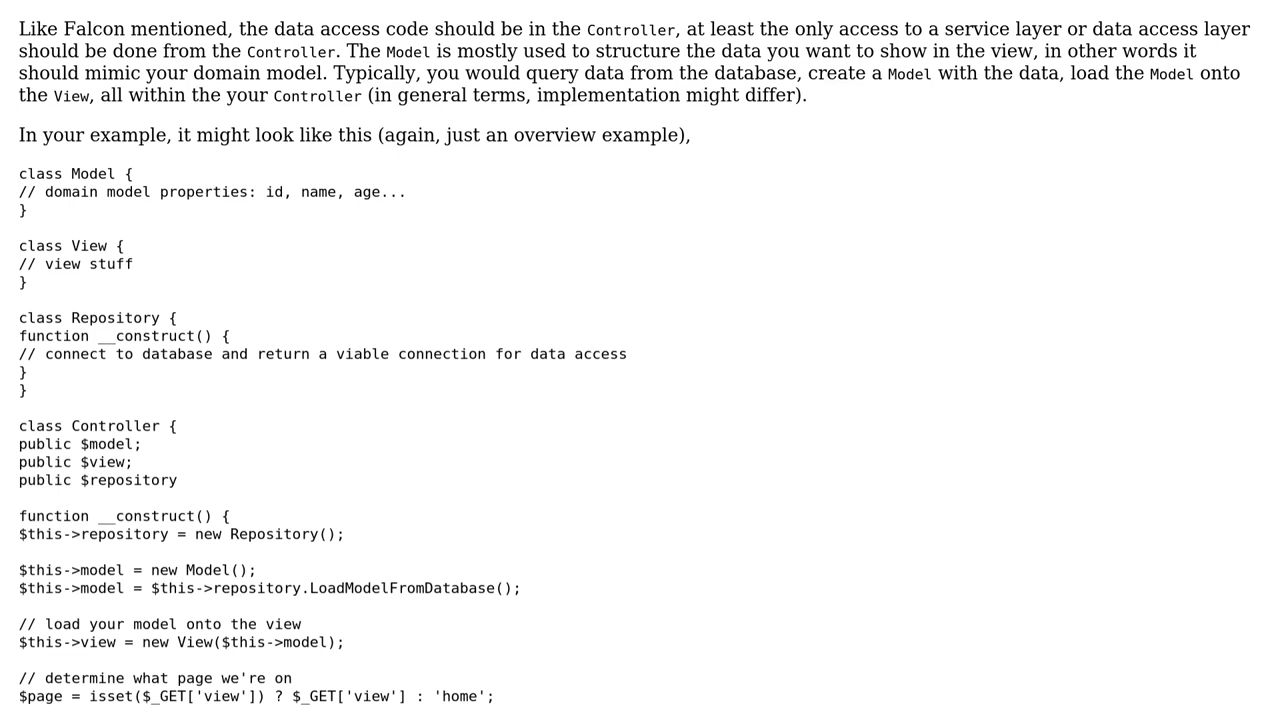 Like Falcon mentioned, the data access code should be in the Controller, at least the only access to a service layer or data access layer
should be done from the Controller. The Model is mostly used to structure the data you want to show in the view, in other words it
should mimic your domain model. Typically, you would query data from the database, create a Model with the data, load the Model onto
the View, all within the your Controller (in general terms, implementation might differ).
In your example, it might look like this (again, just an overview example),
class Model {
// domain model properties: id, name, age...
}
class View {
// view stuff
}
class Repository {
function __construct() {
// connect to database and return a viable connection for data access
}
}
class Controller {
public $model;
public $view;
public $repository
function __construct() {
$this->repository = new Repository();
$this->model = new Model();
$this->model = $this->repository.LoadModelFromDatabase();
// load your model onto the view
$this->view = new View($this->model);
// determine what page we're on
$page = isset($_GET['view']) ? $_GET['view'] : 'home';